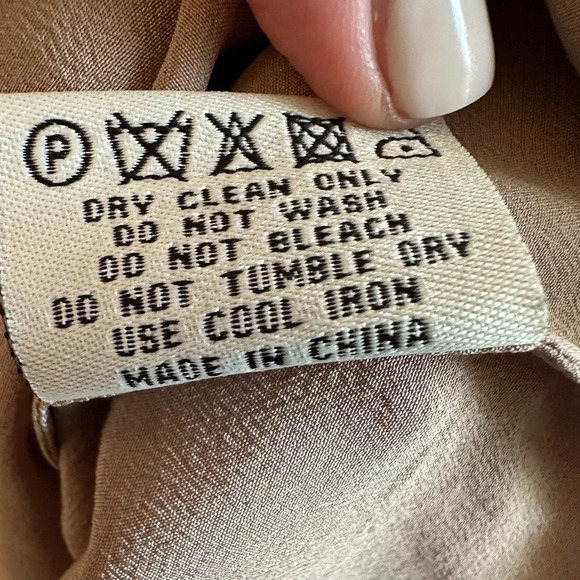 P
DRY CLEAN ONLY
DO NOT WASH
DO NOT BLEACH
DO NOT TUMBLE DRY
USE COOL IRON
MADE IN CHINA